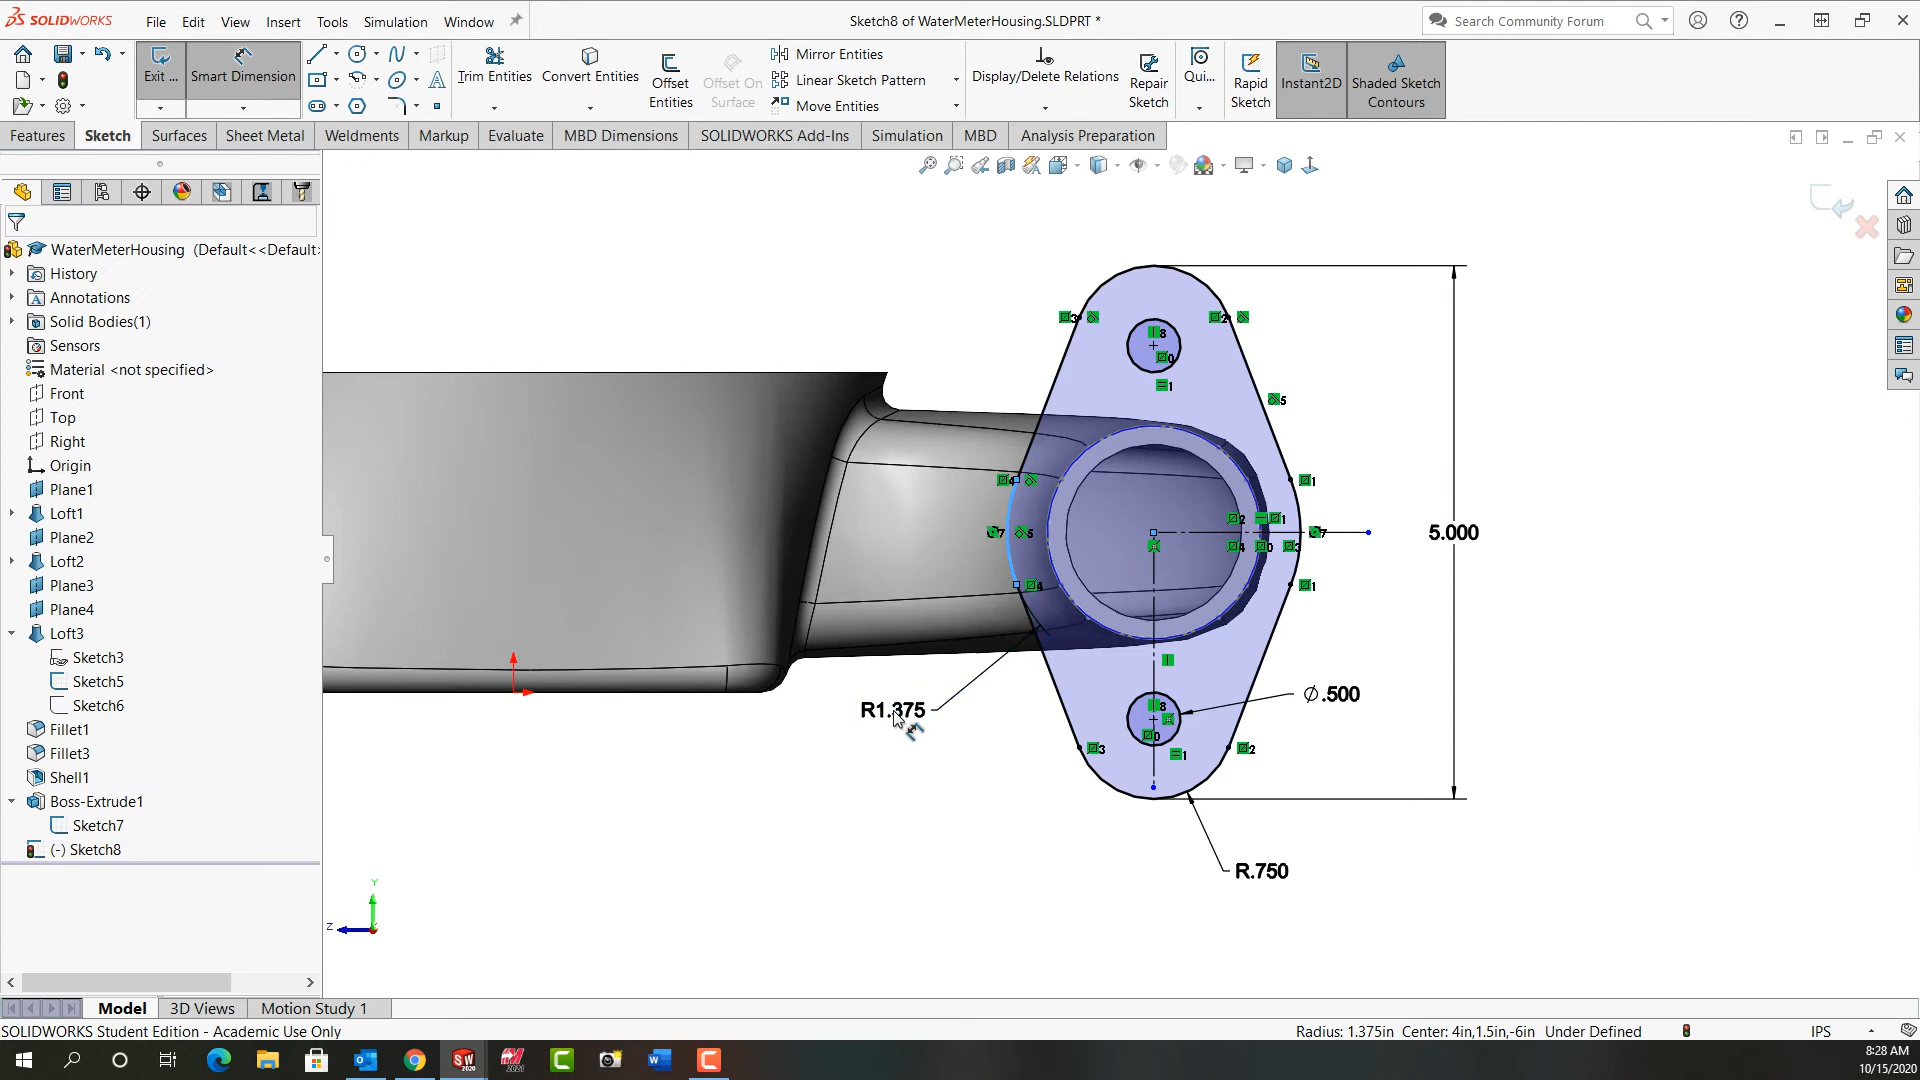 SOLIDWORKS
File Edit View Insert Tools Simulation Window
Sketch8 of WaterMeterHousing.SLDPRT *
Search Community Forum
Exit ...
Smart Dimension
Trim Entities
Convert Entities
Offset Entities
Offset On Surface
Mirror Entities
Linear Sketch Pattern
Move Entities
Display/Delete Relations
Repair Sketch
Qui...
Rapid Sketch
Instant2D
Shaded Sketch Contours
Features Sketch Surfaces Sheet Metal Weldments Markup Evaluate MBD Dimensions SOLIDWORKS Add-Ins Simulation MBD Analysis Preparation
WaterMeterHousing (Default<<Default>
History
Annotations
Solid Bodies(1)
Sensors
Material <not specified>
Front
Top
Right
Origin
Plane1
Loft1
Plane2
Loft2
Plane3
Plane4
Loft3
Sketch3
Sketch5
Sketch6
Fillet1
Fillet3
Shell1
Boss-Extrude1
Sketch7
(-) Sketch8
5.000
R1.375
Ø.500
R.750
Y
Z
Model 3D Views Motion Study 1
SOLIDWORKS Student Edition - Academic Use Only
Radius: 1.375in Center: 4in,1.5in,-6in Under Defined
IPS
8:28 AM
10/15/2020